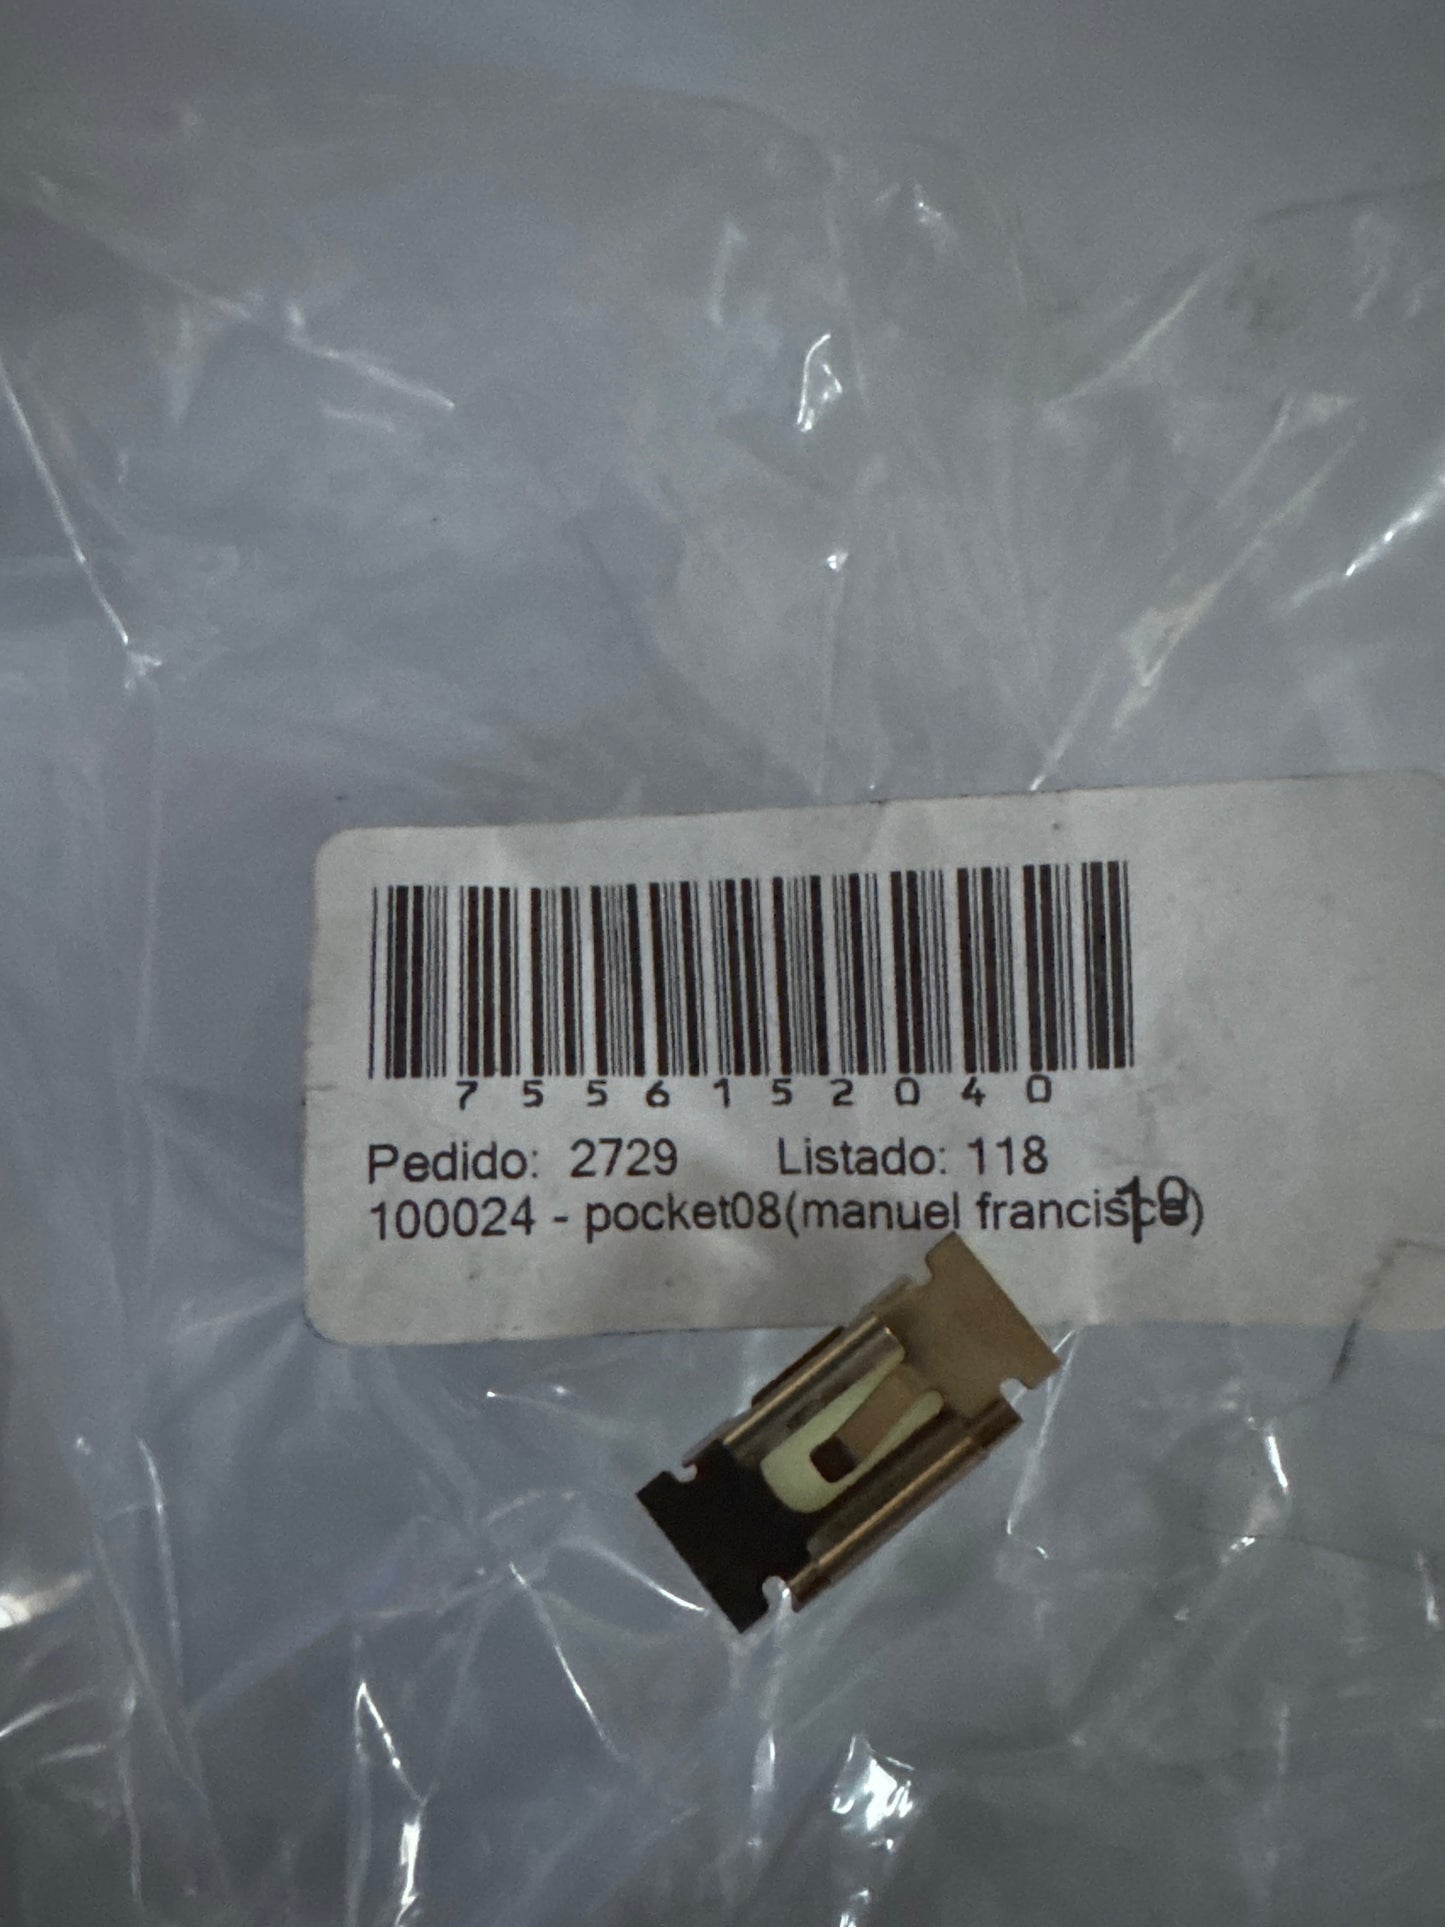 7556152040
Pedido: 2729 Listado: 118
100024 - pocket08(manuel francisco)